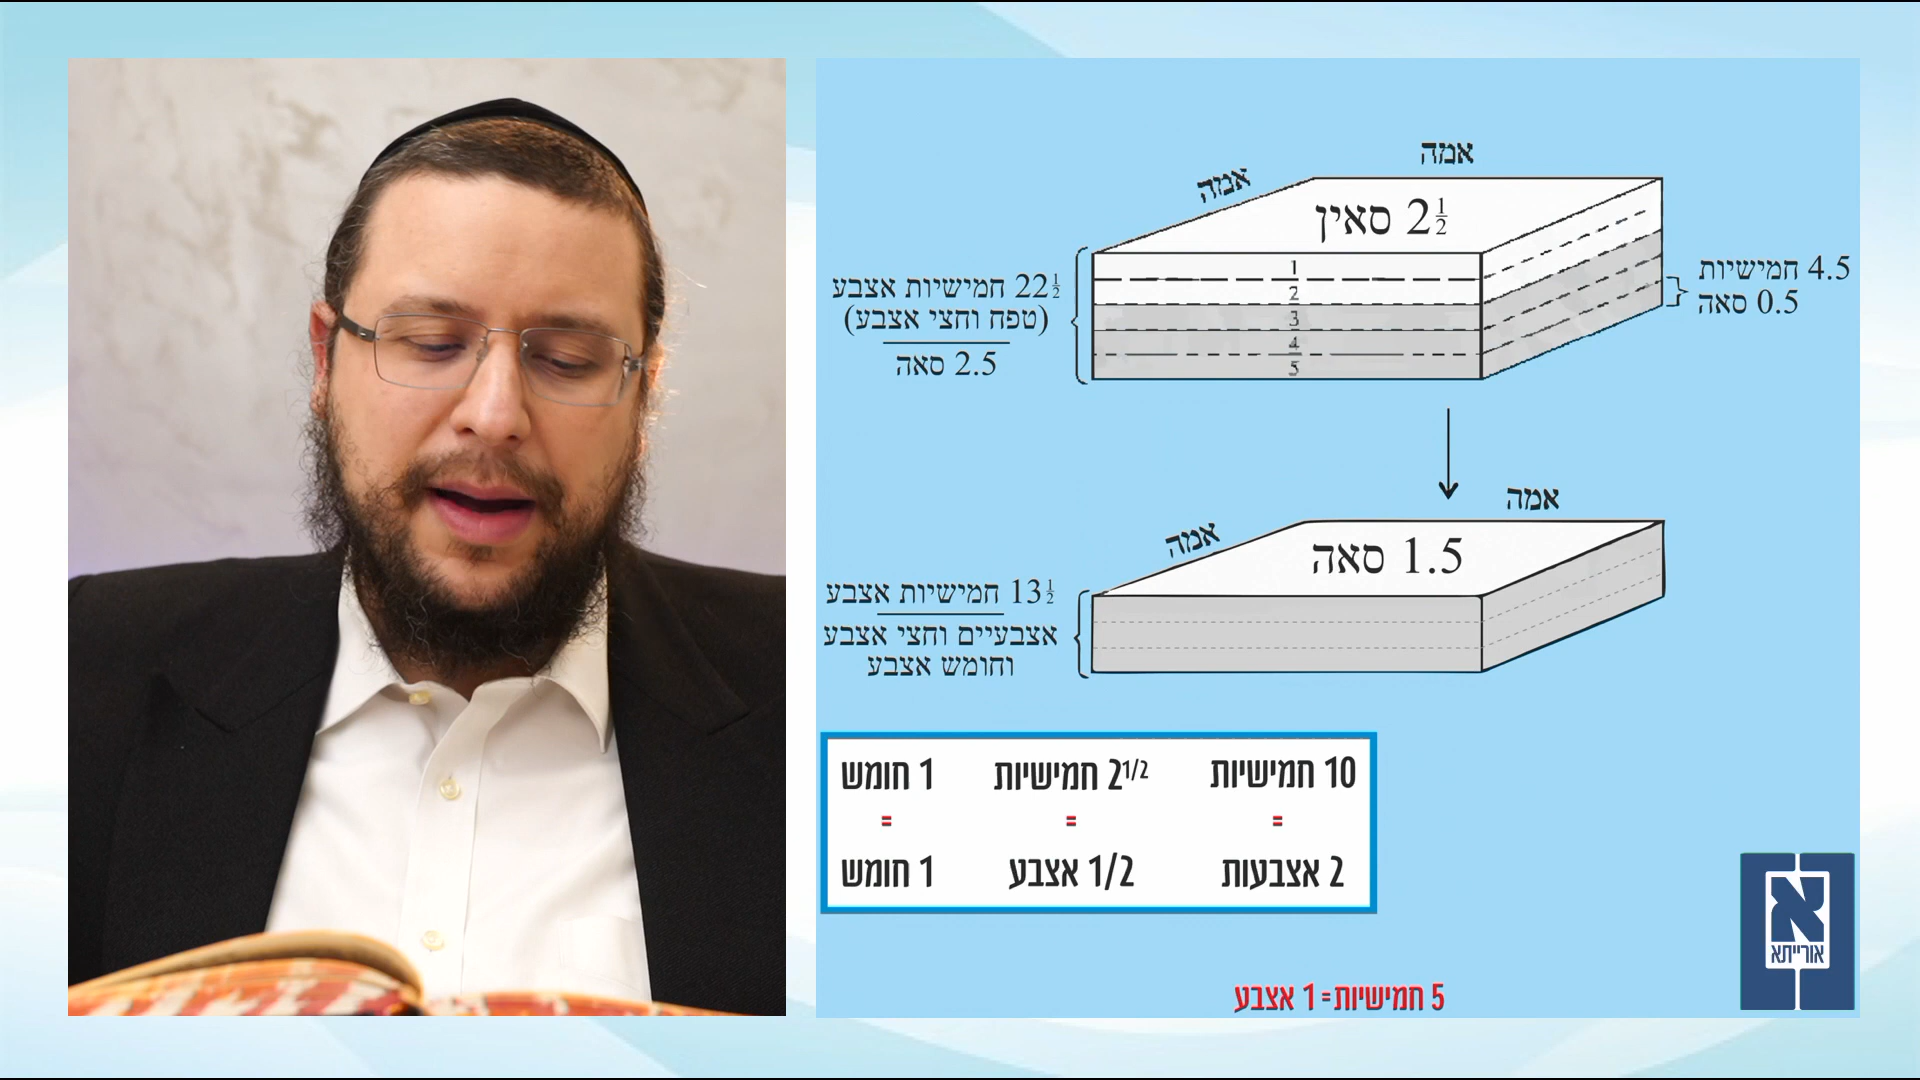 אמה
אמה
2½ סאין
1
2
3
4
5
22½ חמישיות אצבע
(טפח וחצי אצבע)
2.5 סאה
4.5 חמישיות
0.5 סאה
אמה
אמה
1.5 סאה
13½ חמישיות אצבע
אצבעיים וחצי אצבע
וחומש אצבע
10 חמישיות 2 1/2 חמישיות 1 חומש
= = =
2 אצבעות 1/2 אצבע 1 חומש
5 חמישיות = 1 אצבע
א
אורייתא